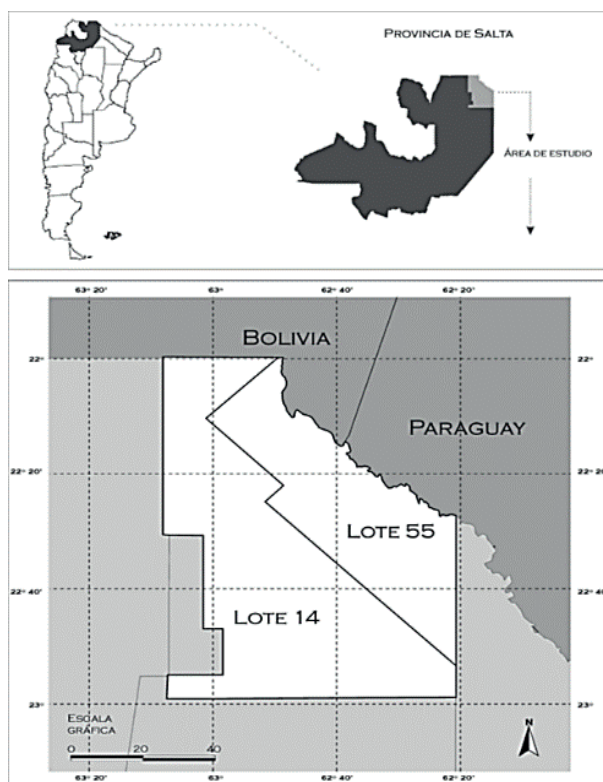 PROVINCIA DE SALTA
ÁREA DE ESTUDIO
63° 20' 63° 62° 40' 62° 20'
BOLIVIA
22° 22°
PARAGUAY
22° 20' 22° 20'
LOTE 55
22° 40' 22° 40'
LOTE 14
23° 23°
ESCALA
GRÁFICA
N
0 20 40
63° 20' 63° 62° 40' 62° 20'